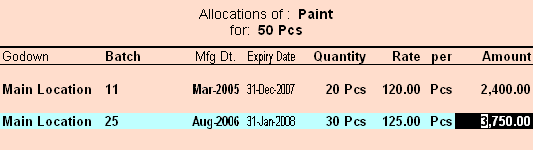 Allocations of : Paint
for: 50 Pcs
Godown Batch Mfg Dt. Expiry Date Quantity Rate per Amount
Main Location 11 Mar-2005 31-Dec-2007 20 Pcs 120.00 Pcs 2,400.00
Main Location 25 Aug-2006 31-Jan-2008 30 Pcs 125.00 Pcs 3,750.00